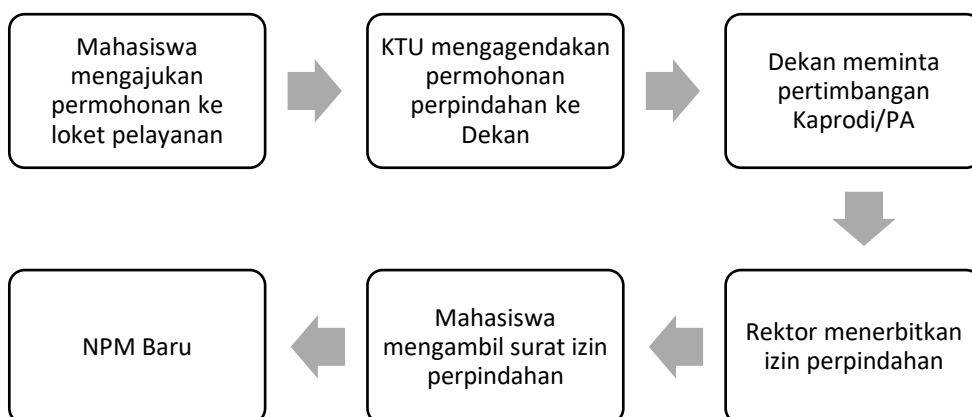 Mahasiswa
mengajukan
permohonan ke
loket pelayanan
KTU mengagendakan
permohonan
perpindahan ke
Dekan
Dekan meminta
pertimbangan
Kaprodi/PA
Rektor menerbitkan
izin perpindahan
Mahasiswa
mengambil surat izin
perpindahan
NPM Baru